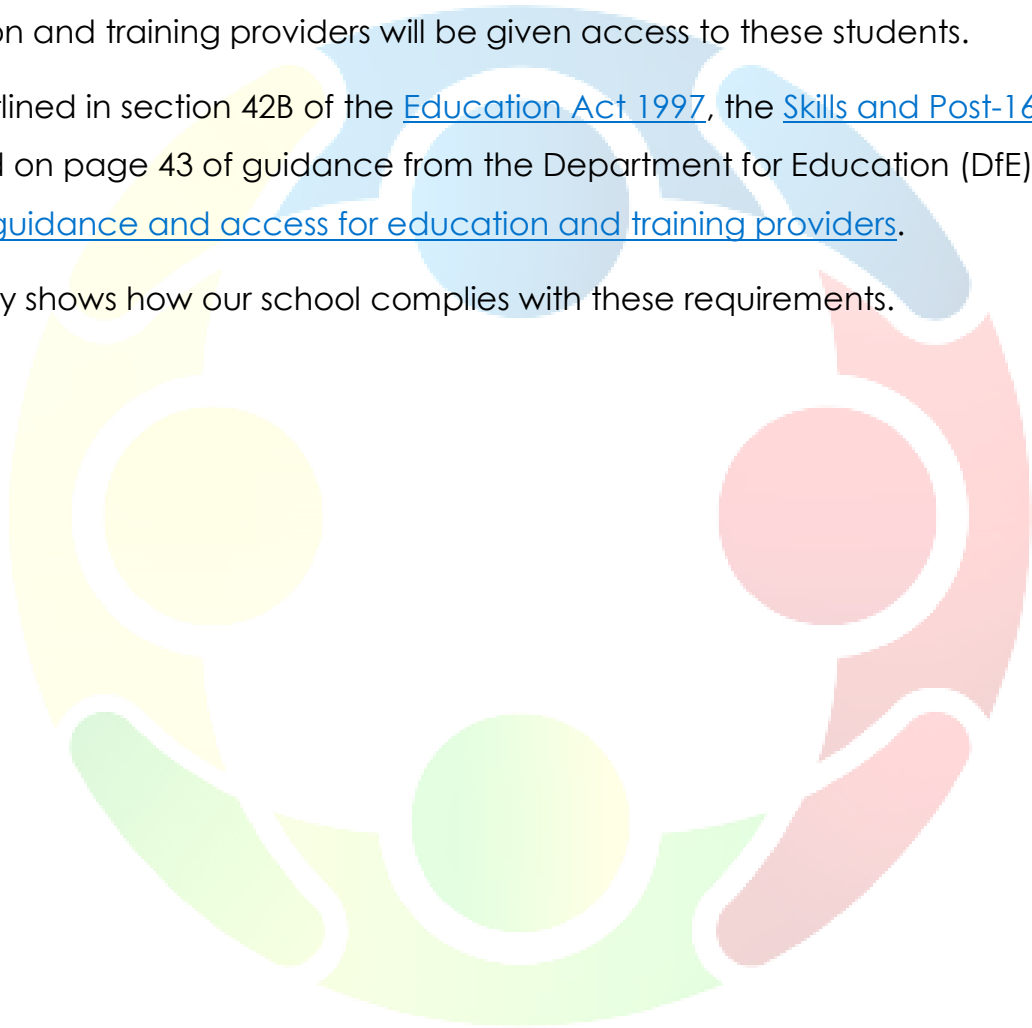 on and training providers will be given access to these students.
lined in section 42B of the Education Act 1997, the Skills and Post-16
on page 43 of guidance from the Department for Education (DfE)
guidance and access for education and training providers.
y shows how our school complies with these requirements.